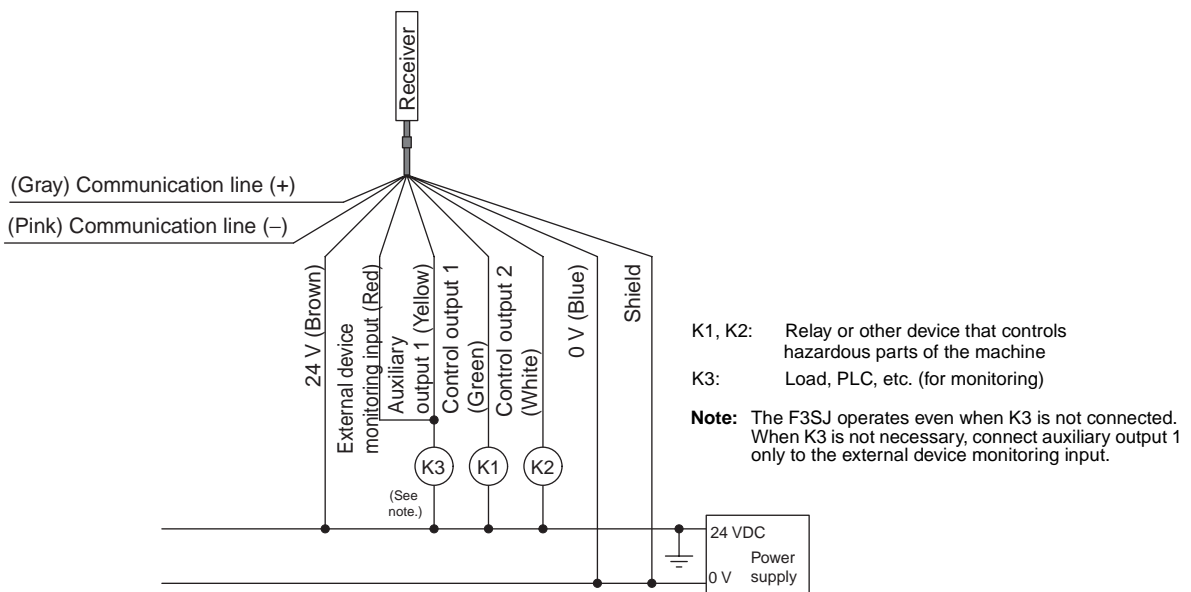 Receiver
(Gray) Communication line (+)
(Pink) Communication line (−)
24 V (Brown)
External device
monitoring input (Red)
Auxiliary
output 1 (Yellow)
Control output 1
(Green)
Control output 2
(White)
0 V (Blue)
Shield
K1, K2: Relay or other device that controls
hazardous parts of the machine
K3: Load, PLC, etc. (for monitoring)
Note: The F3SJ operates even when K3 is not connected.
When K3 is not necessary, connect auxiliary output 1
only to the external device monitoring input.
K3
K1
K2
(See
note.)
24 VDC
Power
supply
0 V